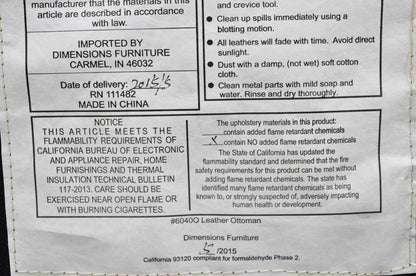 manufacturer that the materials in this
article are described in accordance
with law.
IMPORTED BY
DIMENSIONS FURNITURE
CARMEL, IN 46032
Date of delivery:
RN 111482
MADE IN CHINA
and crevice tool.
• Clean up spills immediately using a
blotting motion.
• All leathers will fade with time. Avoid direct
sunlight.
• Dust with a damp, (not wet) soft cotton
cloth.
• Clean metal parts with mild soap and
water. Rinse and dry thoroughly.
NOTICE
THIS ARTICLE MEETS THE
FLAMMABILITY REQUIREMENTS OF
CALIFORNIA BUREAU OF ELECTRONIC
AND APPLIANCE REPAIR, HOME
FURNISHINGS AND THERMAL
INSULATION TECHNICAL BULLETIN
117-2013. CARE SHOULD BE
EXERCISED NEAR OPEN FLAME OR
WITH BURNING CIGARETTES.
The upholstery materials in this product:
contain added flame retardant chemicals
X contain NO added flame retardant chemicals
The State of California has updated the
flammability standard and determined that the fire
safety requirements for this product can be met without
adding flame retardant chemicals. The state has
identified many flame retardant chemicals as being
known to, or strongly suspected of, adversely impacting
human health or development.
#6040O Leather Ottoman
Dimensions Furniture
/2015
California 93120 compliant for formaldehyde Phase 2.